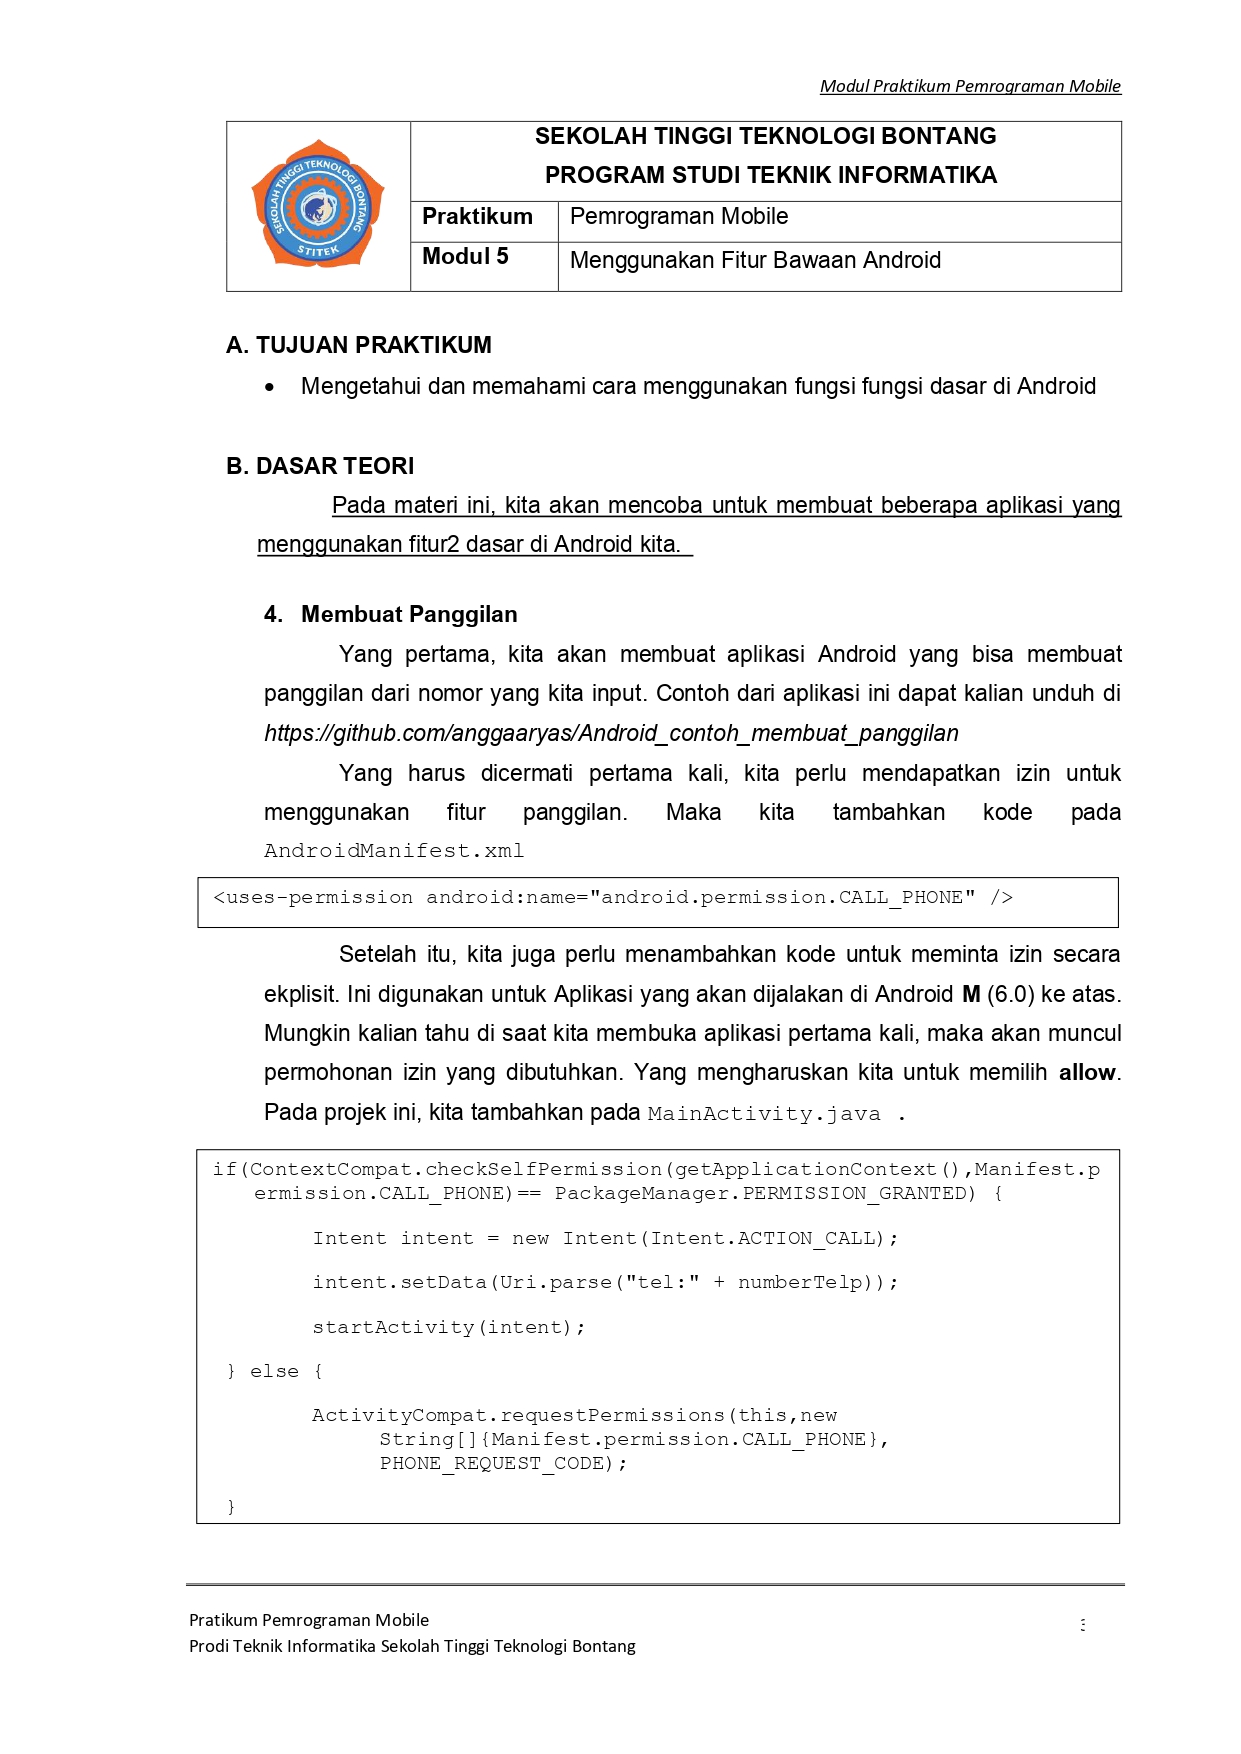 Modul Praktikum Pemrograman Mobile
SEKOLAH TINGGI TEKNOLOGI BONTANG
STITEK
SEKOLAH TINGGI TEKNOLOGI BONTANG
PROGRAM STUDI TEKNIK INFORMATIKA
Praktikum Pemrograman Mobile
Modul 5 Menggunakan Fitur Bawaan Android
A. TUJUAN PRAKTIKUM
• Mengetahui dan memahami cara menggunakan fungsi fungsi dasar di Android
B. DASAR TEORI
Pada materi ini, kita akan mencoba untuk membuat beberapa aplikasi yang
menggunakan fitur2 dasar di Android kita.
4. Membuat Panggilan
Yang pertama, kita akan membuat aplikasi Android yang bisa membuat
panggilan dari nomor yang kita input. Contoh dari aplikasi ini dapat kalian unduh di
https://github.com/anggaaryas/Android_contoh_membuat_panggilan
Yang harus dicermati pertama kali, kita perlu mendapatkan izin untuk
menggunakan fitur panggilan. Maka kita tambahkan kode pada
AndroidManifest.xml
<uses-permission android:name="android.permission.CALL_PHONE" />
Setelah itu, kita juga perlu menambahkan kode untuk meminta izin secara
ekplisit. Ini digunakan untuk Aplikasi yang akan dijalakan di Android M (6.0) ke atas.
Mungkin kalian tahu di saat kita membuka aplikasi pertama kali, maka akan muncul
permohonan izin yang dibutuhkan. Yang mengharuskan kita untuk memilih allow.
Pada projek ini, kita tambahkan pada MainActivity.java .
if(ContextCompat.checkSelfPermission(getApplicationContext(),Manifest.p
ermission.CALL_PHONE)== PackageManager.PERMISSION_GRANTED) {
Intent intent = new Intent(Intent.ACTION_CALL);
intent.setData(Uri.parse("tel:" + numberTelp));
startActivity(intent);
} else {
ActivityCompat.requestPermissions(this,new
String[]{Manifest.permission.CALL_PHONE},
PHONE_REQUEST_CODE);
}
Pratikum Pemrograman Mobile
Prodi Teknik Informatika Sekolah Tinggi Teknologi Bontang